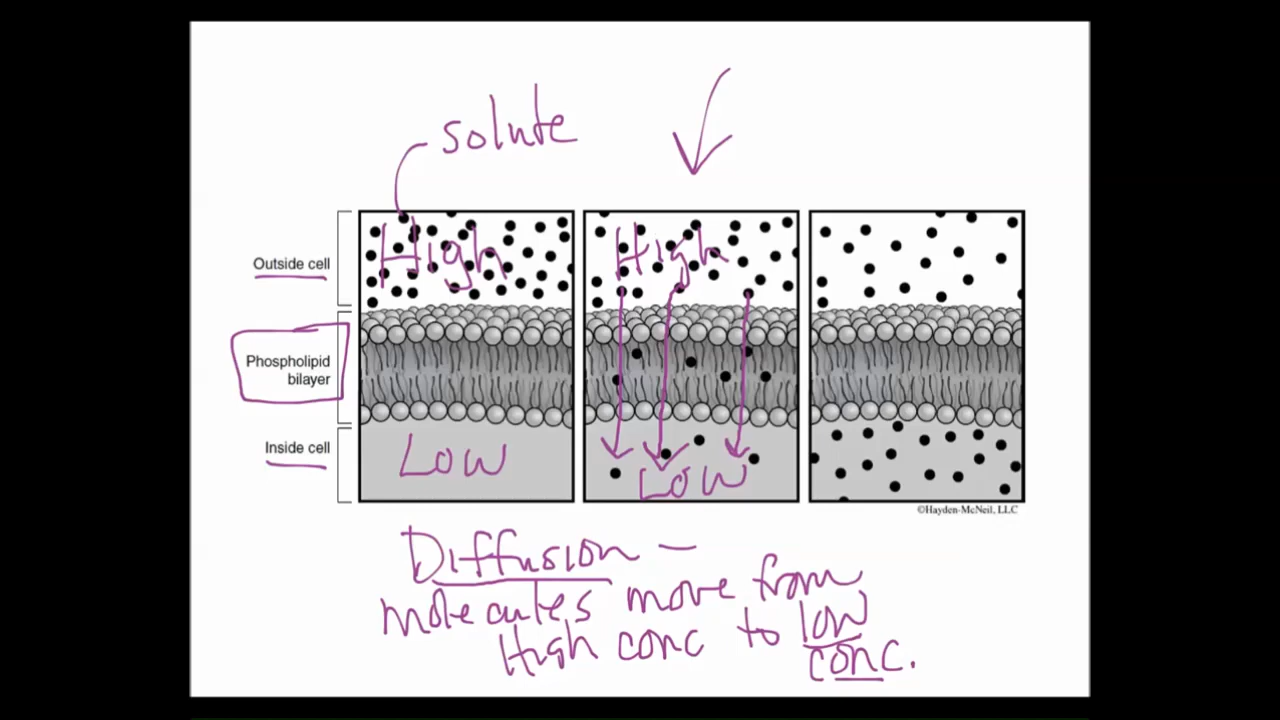 solute
High
High
Outside cell
Phospholipid
bilayer
Inside cell
Low
Low
©Hayden-McNeil, LLC
Diffusion —
molecules move from
High conc to low
conc.